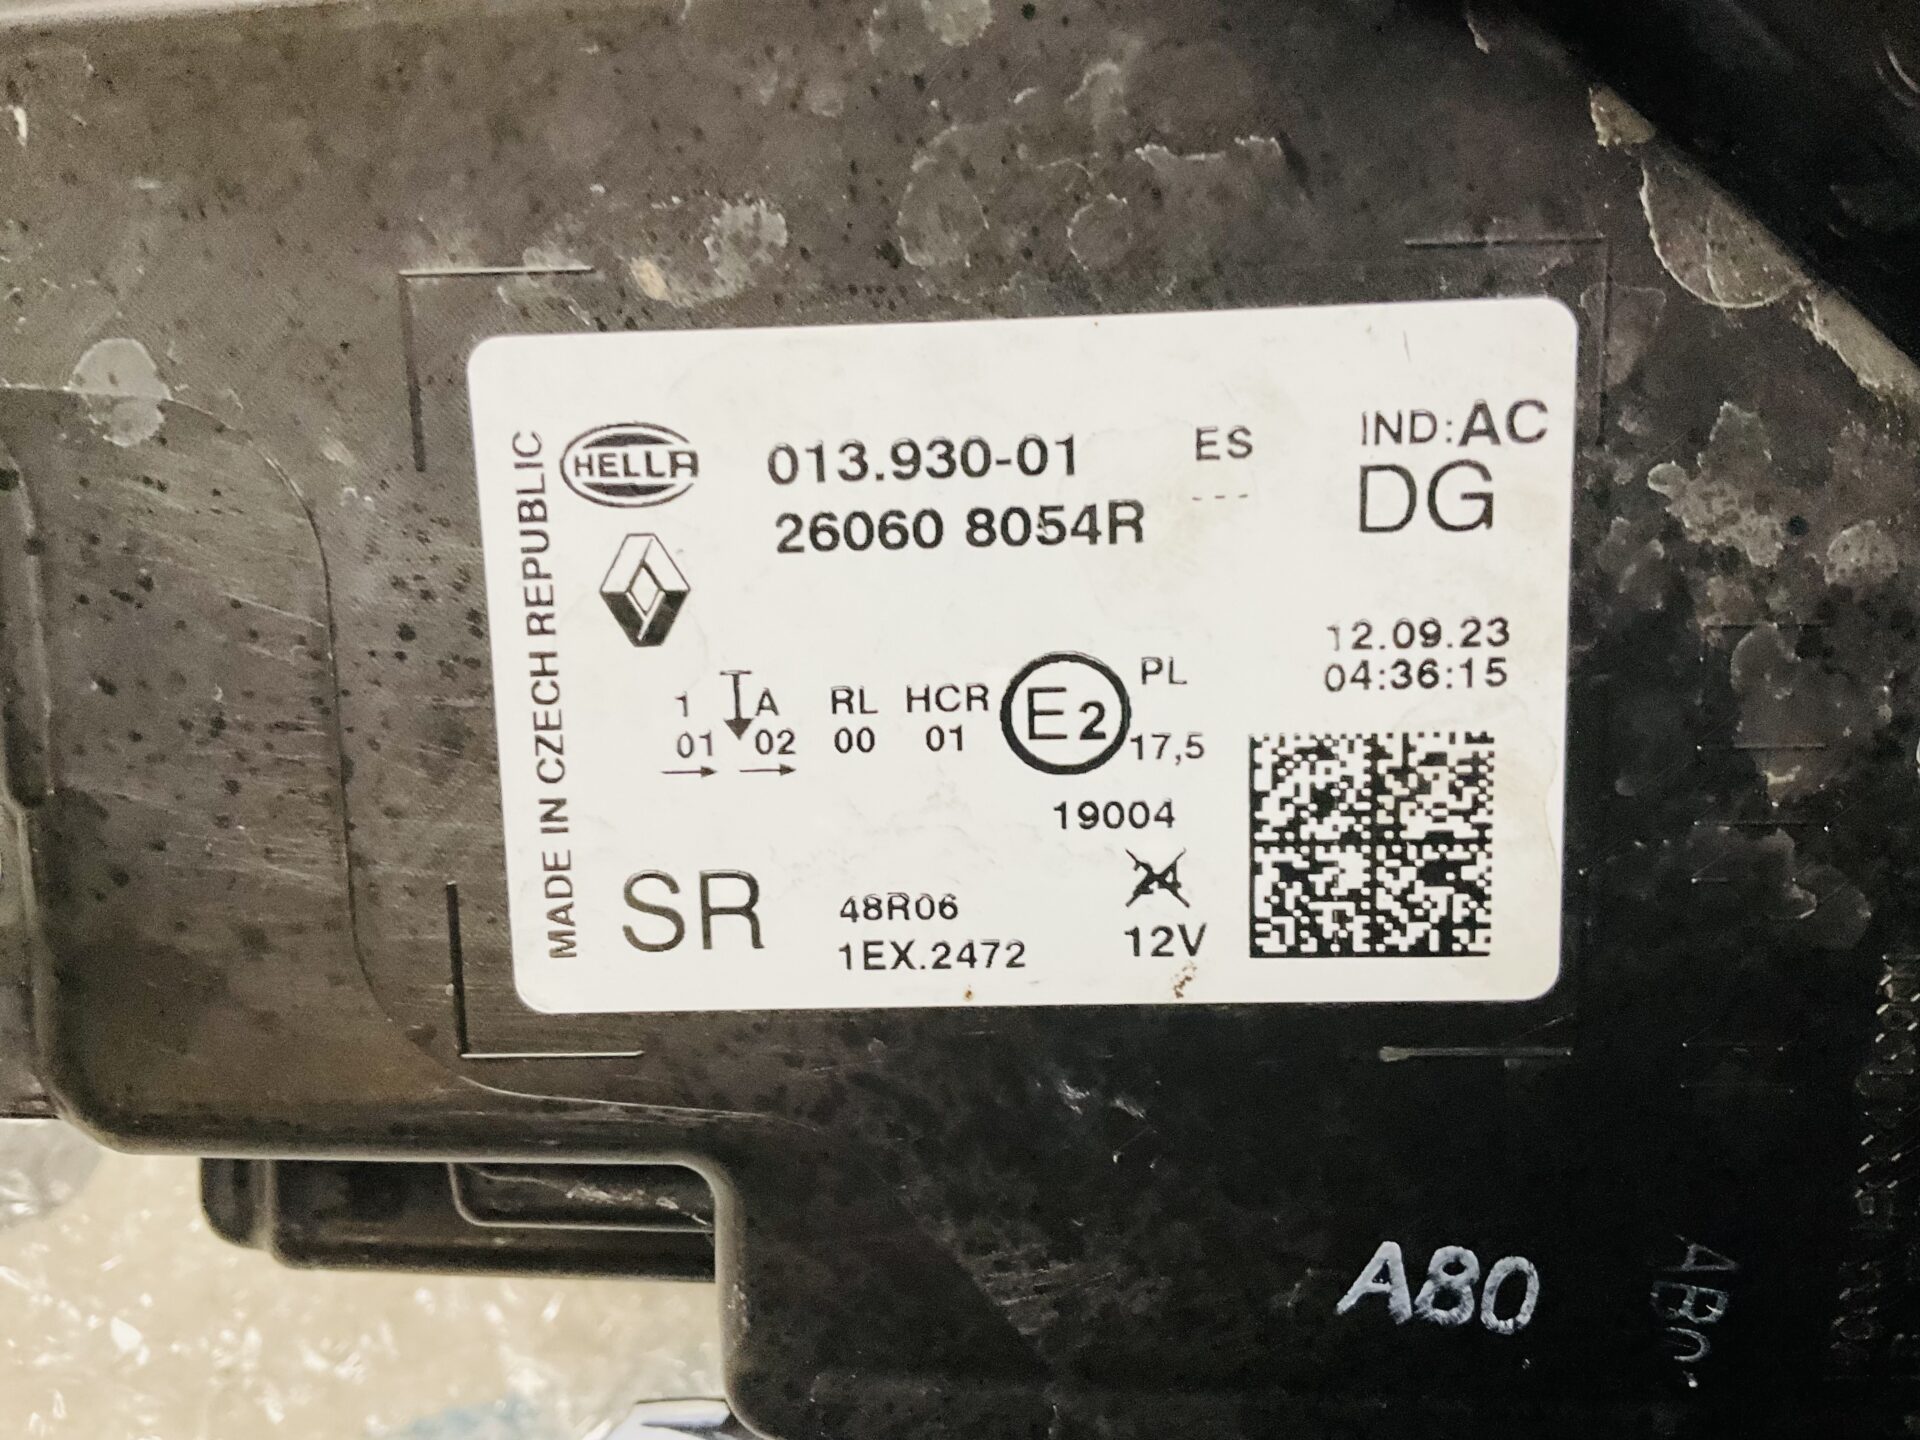 MADE IN CZECH REPUBLIC
HELLA
013.930-01
ES
IND:AC
26060 8054R
---
DG
12.09.23
04:36:15
1 A RL HCR E2 PL
01 02 00 01 17,5
19004
SR
48R06
24
1EX.2472
12V
A80